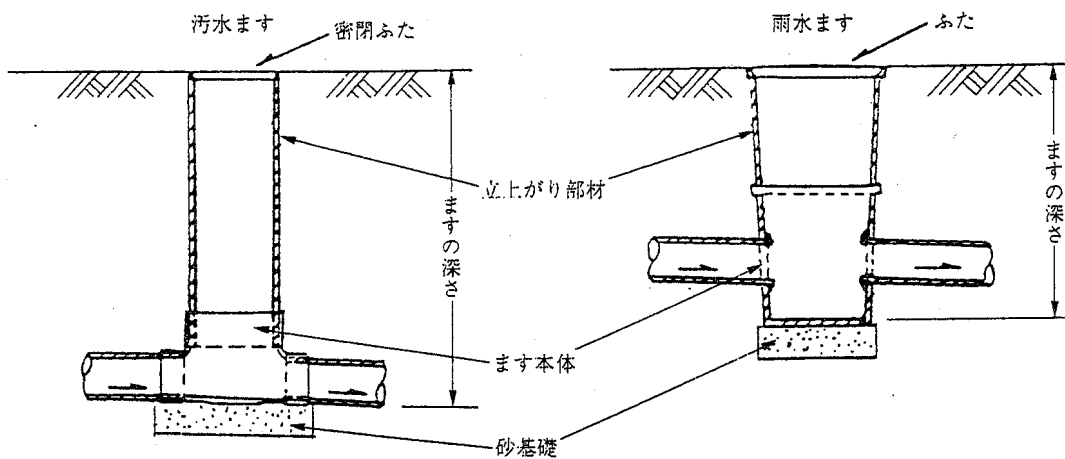 汚水ます
密閉ふた
雨水ます
ふた
立上がり部材
ますの深さ
ますの深さ
ます本体
砂基礎